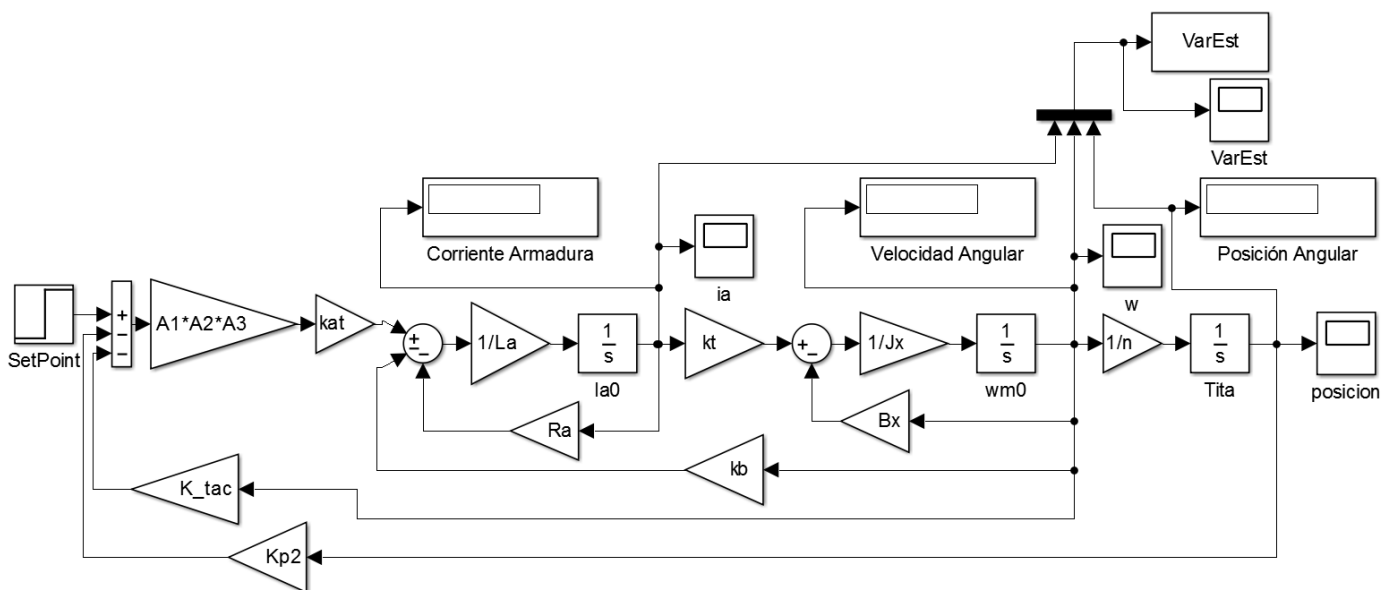 VarEst
VarEst
Corriente Armadura
ia
Velocidad Angular
w
Posición Angular
SetPoint
+
−
−
A1*A2*A3
kat
±
−
−
1/La
1
s
Ia0
kt
+
−
1/Jx
1
s
wm0
1/n
1
s
Tita
posicion
Ra
Bx
kb
K_tac
Kp2